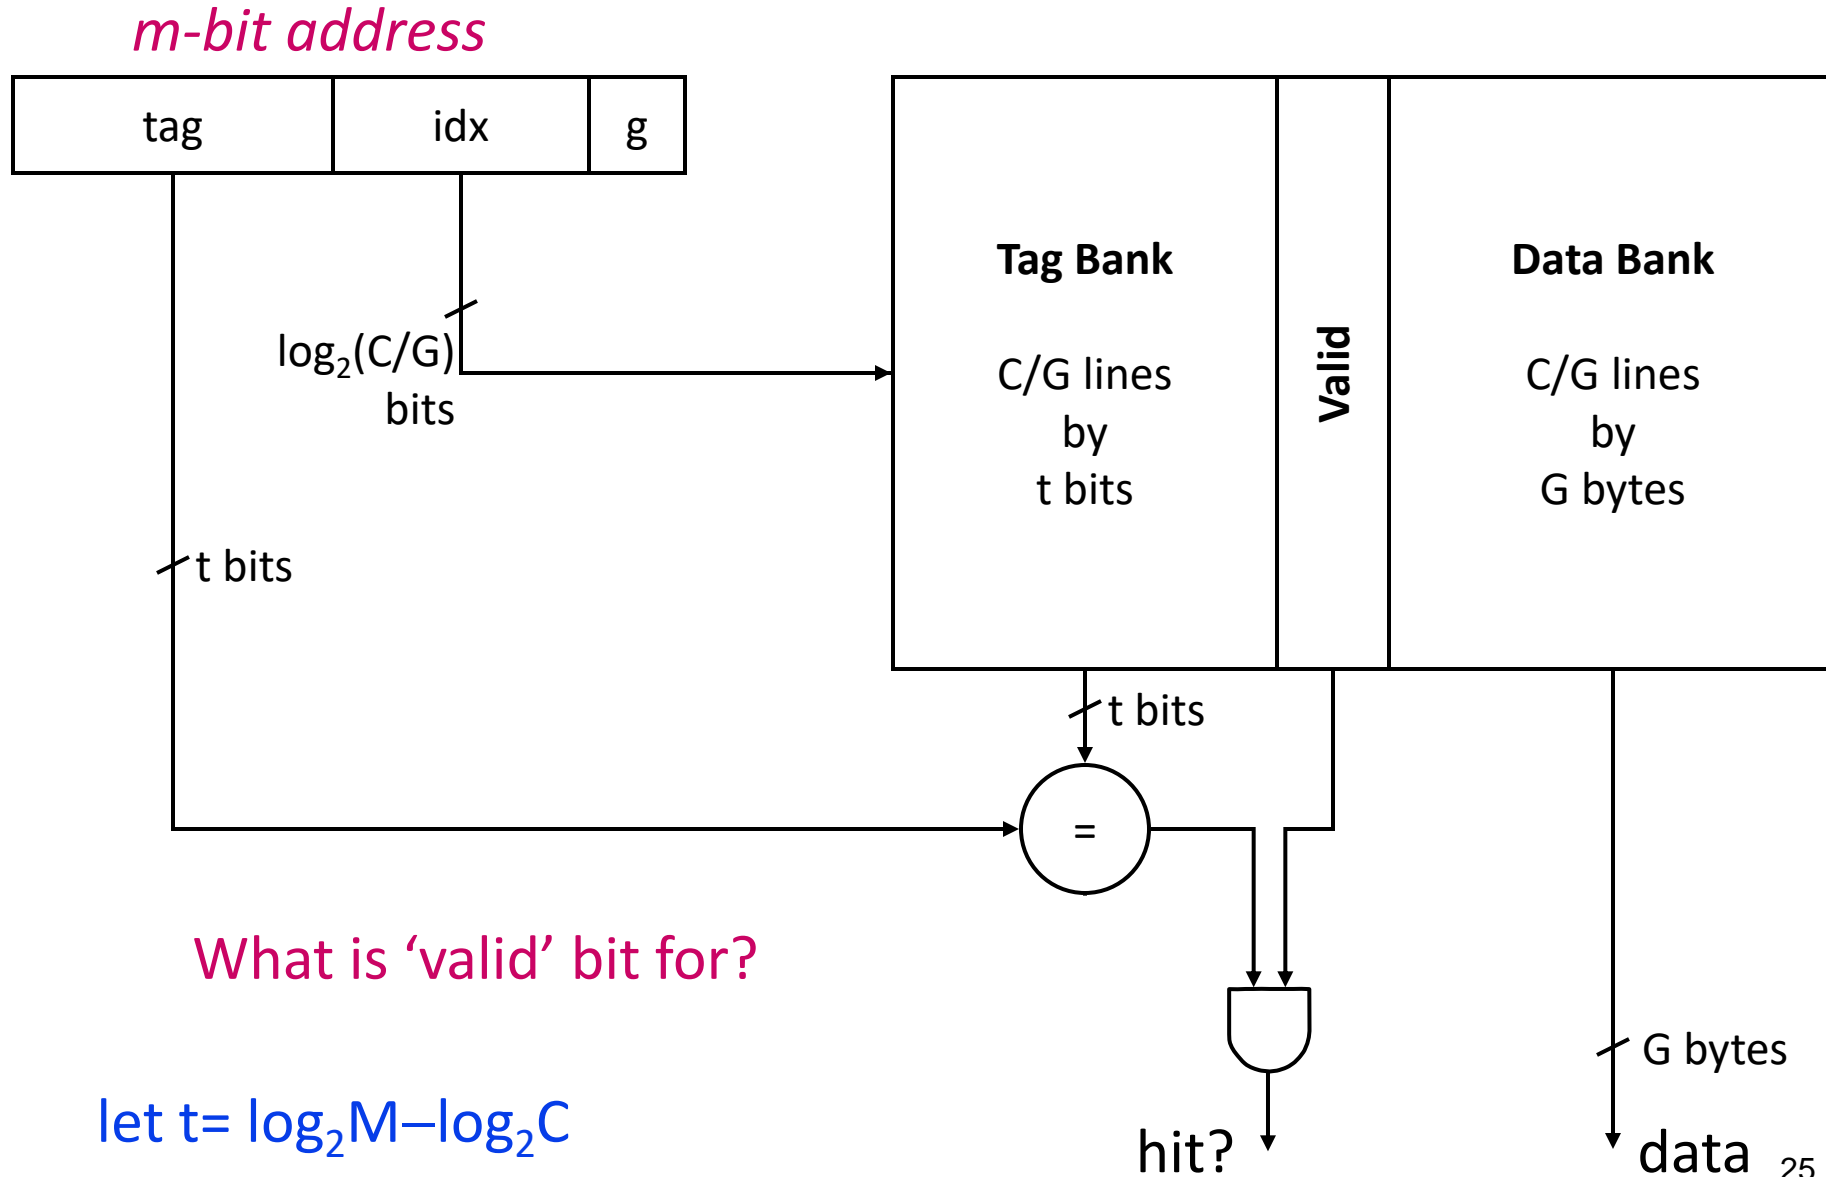 m-bit address
tag idx g
Tag Bank
C/G lines
by
t bits
Valid
Data Bank
C/G lines
by
G bytes
log₂(C/G)
bits
t bits
t bits
=
What is ‘valid’ bit for?
G bytes
let t= log₂M–log₂C
hit?
data
25